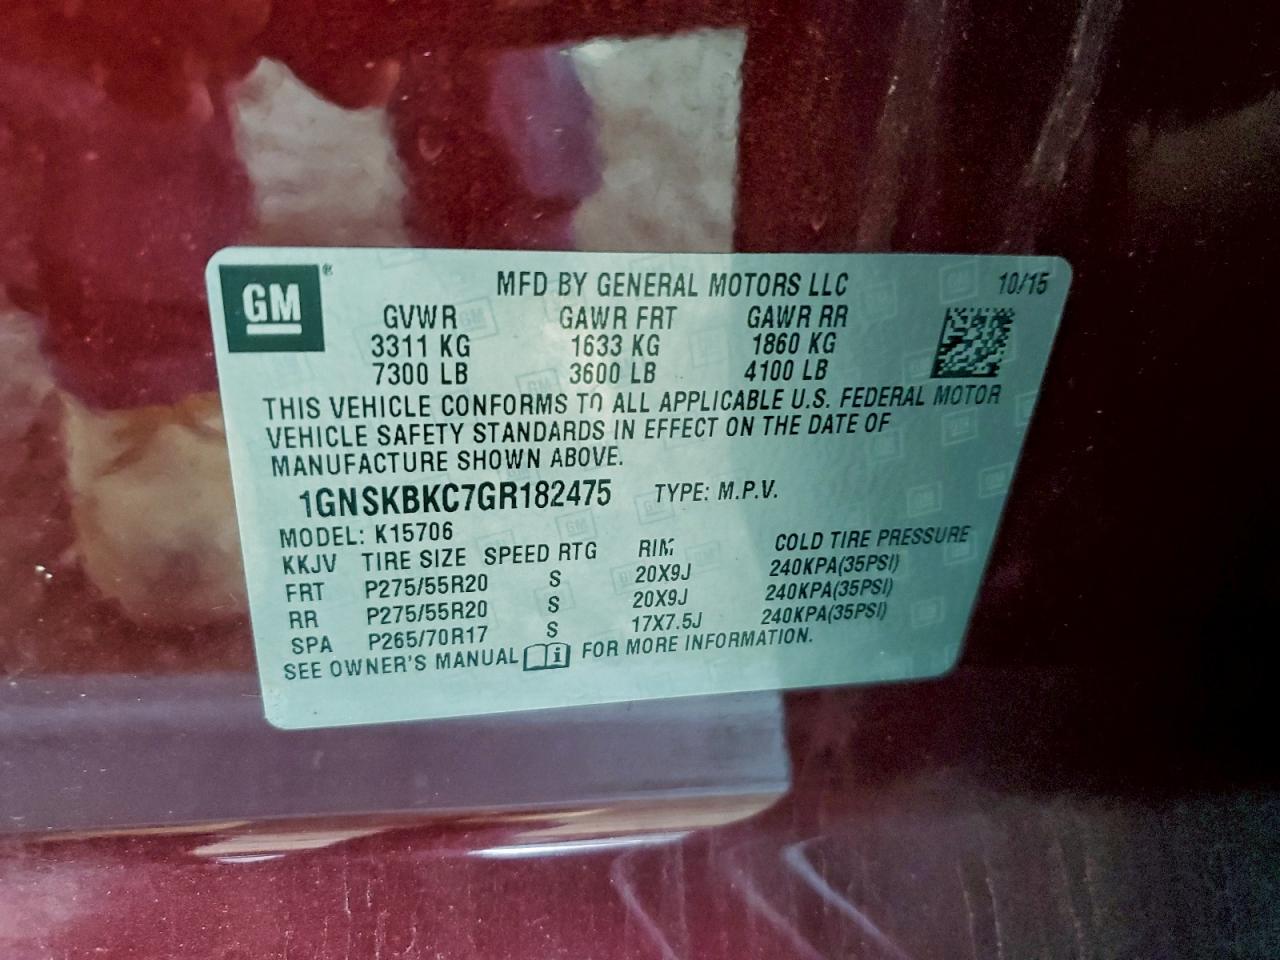 GM ® MFD BY GENERAL MOTORS LLC 10/15
GVWR GAWR FRT GAWR RR
3311 KG 1633 KG 1860 KG
7300 LB 3600 LB 4100 LB
THIS VEHICLE CONFORMS TO ALL APPLICABLE U.S. FEDERAL MOTOR
VEHICLE SAFETY STANDARDS IN EFFECT ON THE DATE OF
MANUFACTURE SHOWN ABOVE.
1GNSKBKC7GR182475 TYPE: M.P.V.
MODEL: K15706
KKJV TIRE SIZE SPEED RTG RIM COLD TIRE PRESSURE
FRT P275/55R20 S 20X9J 240KPA(35PSI)
RR P275/55R20 S 20X9J 240KPA(35PSI)
SPA P265/70R17 S 17X7.5J 240KPA(35PSI)
SEE OWNER'S MANUAL i FOR MORE INFORMATION.